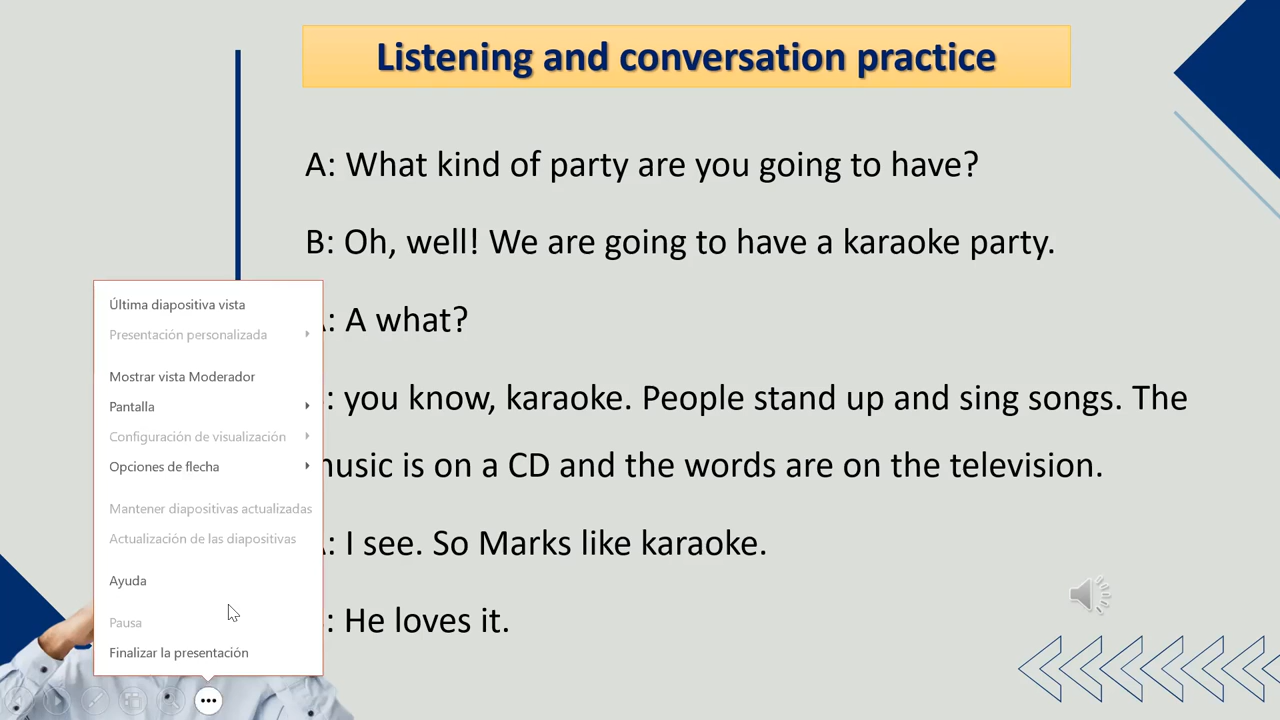 Listening and conversation practice
A: What kind of party are you going to have?
B: Oh, well! We are going to have a karaoke party.
: A what?
: you know, karaoke. People stand up and sing songs. The
music is on a CD and the words are on the television.
: I see. So Marks like karaoke.
: He loves it.
Última diapositiva vista
Presentación personalizada
Mostrar vista Moderador
Pantalla
Configuración de visualización
Opciones de flecha
Mantener diapositivas actualizadas
Actualización de las diapositivas
Ayuda
Pausa
Finalizar la presentación